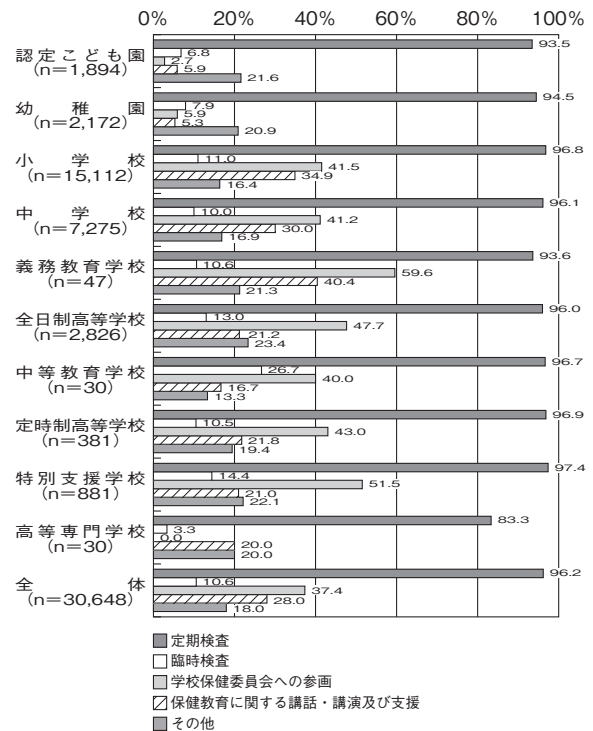 0% 20% 40% 60% 80% 100%
認定こども園
(n=1,894)
93.5
6.8
2.7
5.9
21.6
幼稚園
(n=2,172)
94.5
7.9
5.9
5.3
20.9
小学校
(n=15,112)
96.8
11.0
41.5
34.9
16.4
中学校
(n=7,275)
96.1
10.0
41.2
30.0
16.9
義務教育学校
(n=47)
93.6
10.6
59.6
40.4
21.3
全日制高等学校
(n=2,826)
96.0
13.0
47.7
21.2
23.4
中等教育学校
(n=30)
96.7
26.7
40.0
16.7
13.3
定時制高等学校
(n=381)
96.9
10.5
43.0
21.8
19.4
特別支援学校
(n=881)
97.4
14.4
51.5
21.0
22.1
高等専門学校
(n=30)
83.3
3.3
0.0
20.0
20.0
全体
(n=30,648)
96.2
10.6
37.4
28.0
18.0
定期検査
臨時検査
学校保健委員会への参画
保健教育に関する講話・講演及び支援
その他